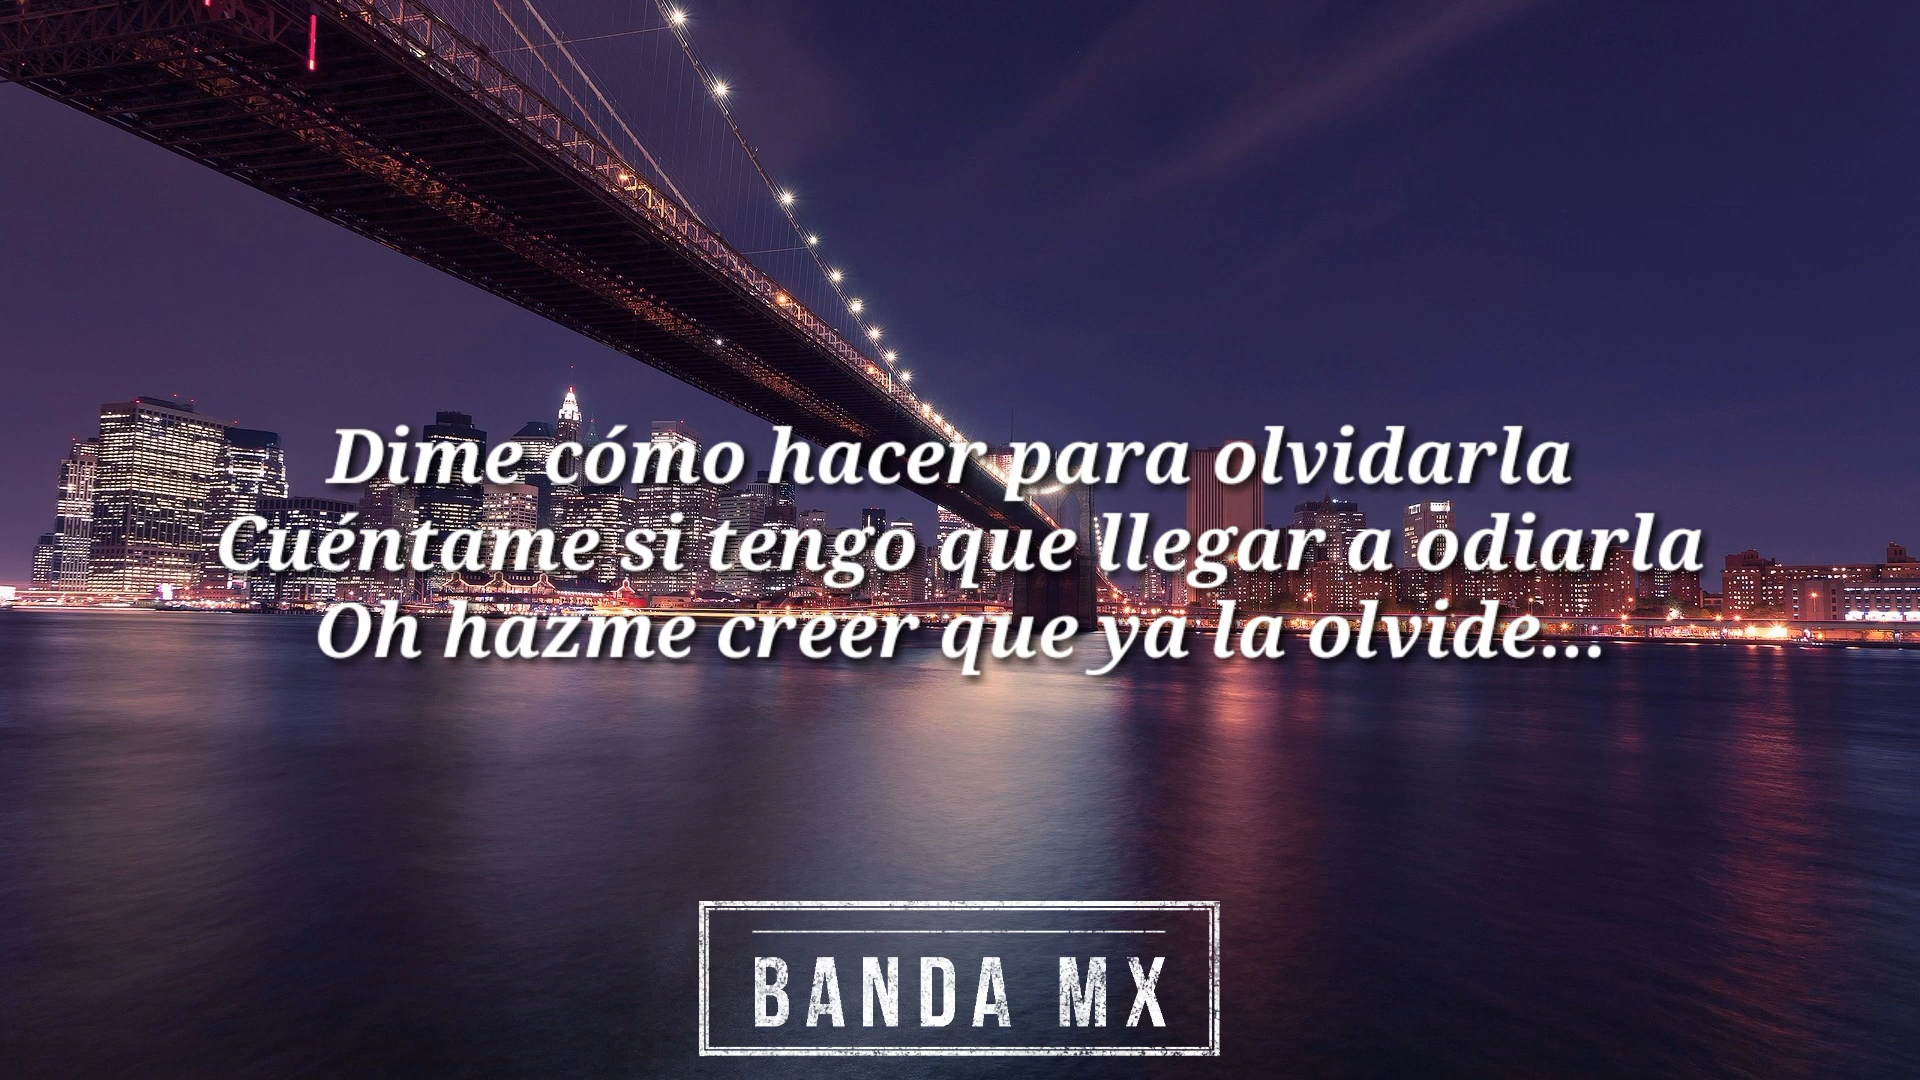 Dime cómo hacer para olvidarla
Cuéntame si tengo que llegar a odiarla
Oh hazme creer que ya la olvide...
BANDA MX